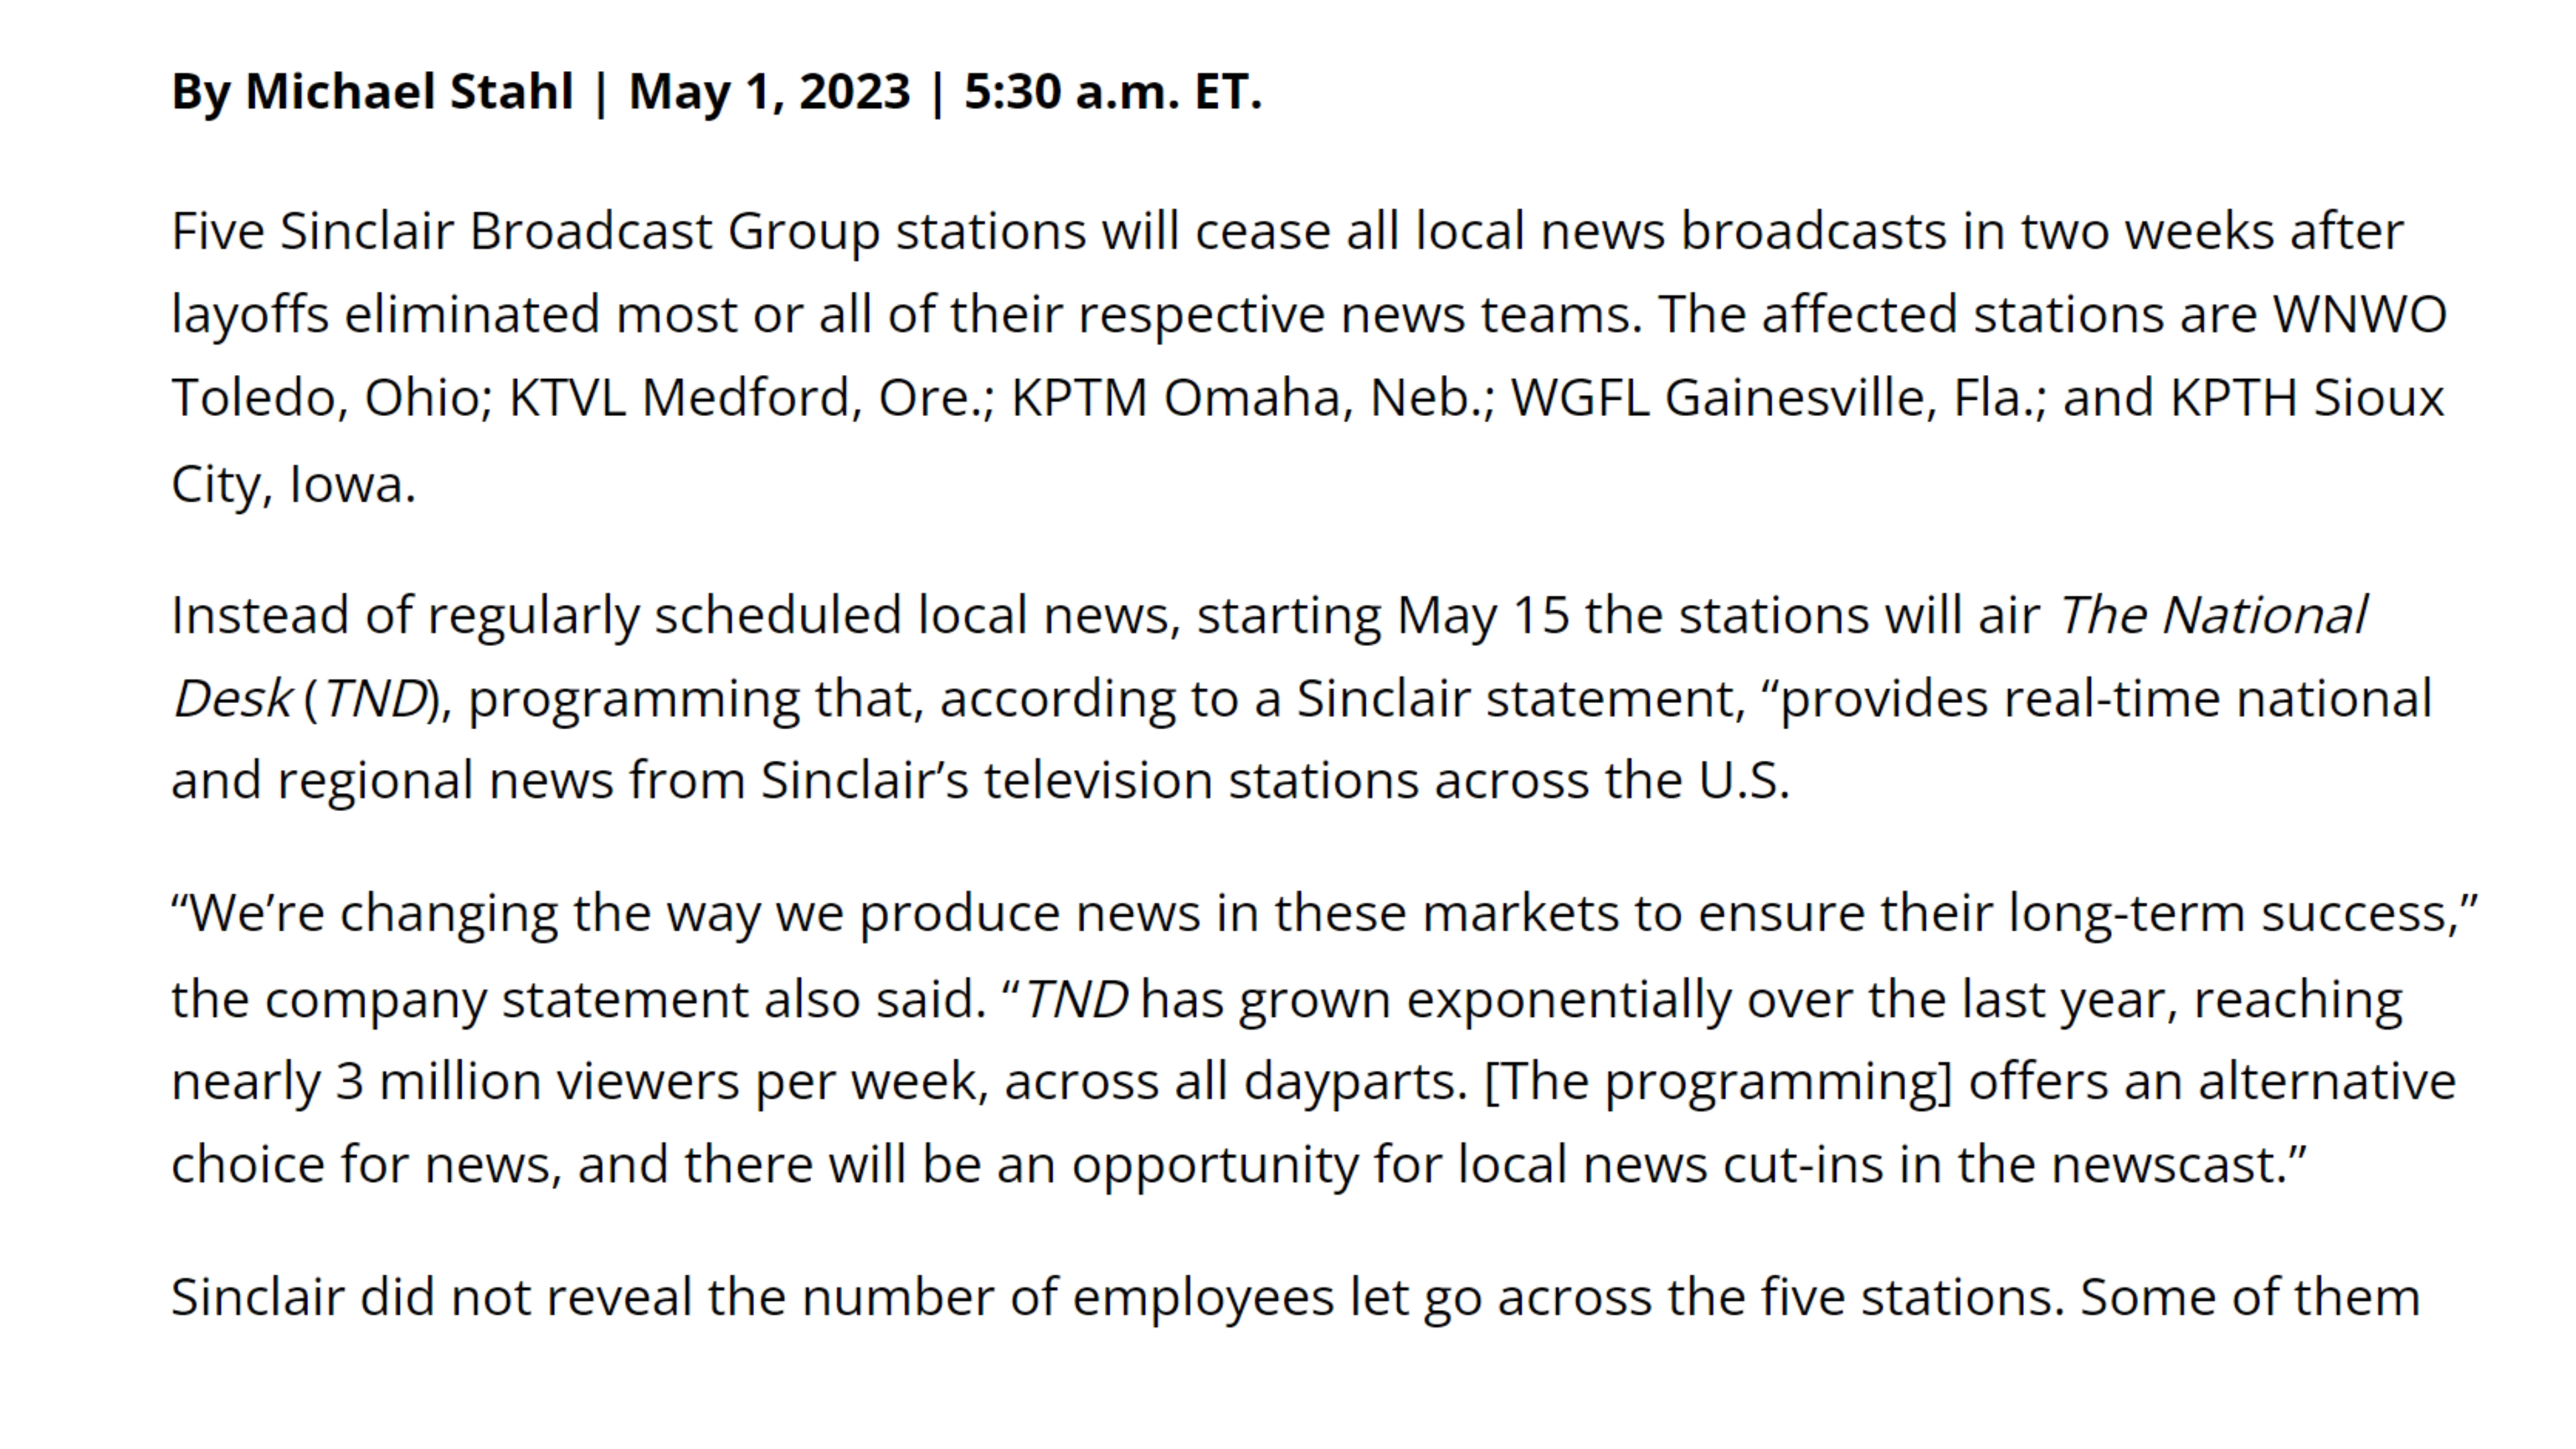 By Michael Stahl | May 1, 2023 | 5:30 a.m. ET.
Five Sinclair Broadcast Group stations will cease all local news broadcasts in two weeks after
layoffs eliminated most or all of their respective news teams. The affected stations are WNWO
Toledo, Ohio; KTVL Medford, Ore.; KPTM Omaha, Neb.; WGFL Gainesville, Fla.; and KPTH Sioux
City, Iowa.
Instead of regularly scheduled local news, starting May 15 the stations will air The National
Desk (TND), programming that, according to a Sinclair statement, “provides real-time national
and regional news from Sinclair’s television stations across the U.S.
“We’re changing the way we produce news in these markets to ensure their long-term success,”
the company statement also said. “TND has grown exponentially over the last year, reaching
nearly 3 million viewers per week, across all dayparts. [The programming] offers an alternative
choice for news, and there will be an opportunity for local news cut-ins in the newscast.”
Sinclair did not reveal the number of employees let go across the five stations. Some of them